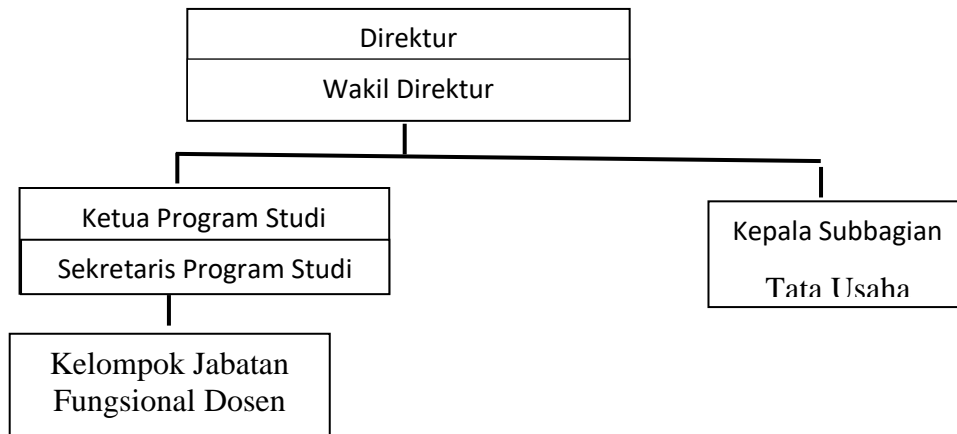 Direktur
Wakil Direktur
Ketua Program Studi
Sekretaris Program Studi
Kepala Subbagian
Tata Usaha
Kelompok Jabatan
Fungsional Dosen